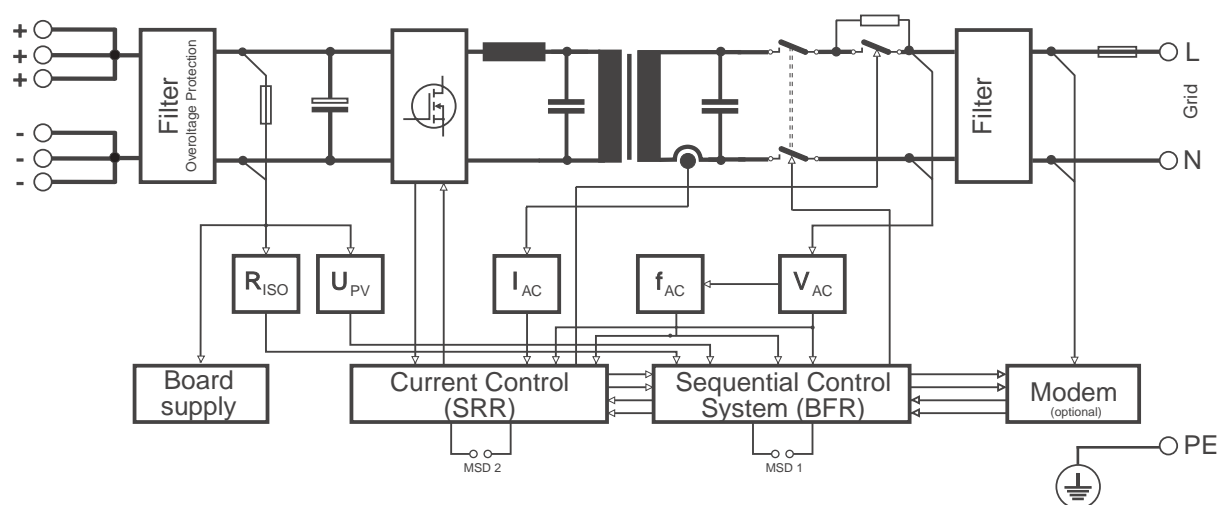 +
+
+
-
-
-
Filter
Overoltage Protection
Filter
L
Grid
N
R ISO
U PV
I AC
f AC
V AC
Board
supply
Current Control
(SRR)
Sequential Control
System (BFR)
Modem
(optional)
MSD 2
MSD 1
PE